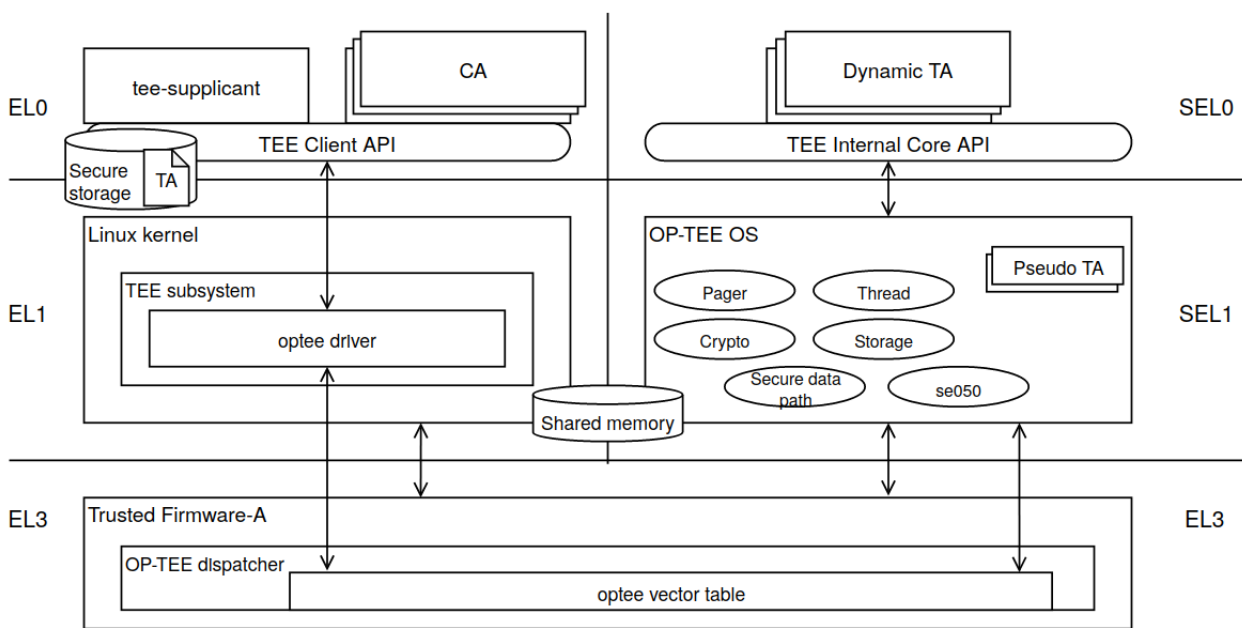 CA
Dynamic TA
tee-supplicant
EL0
SEL0
TEE Client API
TEE Internal Core API
Secure
storage
TA
Linux kernel
OP-TEE OS
Pseudo TA
TEE subsystem
Pager
Thread
EL1
SEL1
optee driver
Crypto
Storage
Secure data
path
se050
Shared memory
EL3
Trusted Firmware-A
EL3
OP-TEE dispatcher
optee vector table